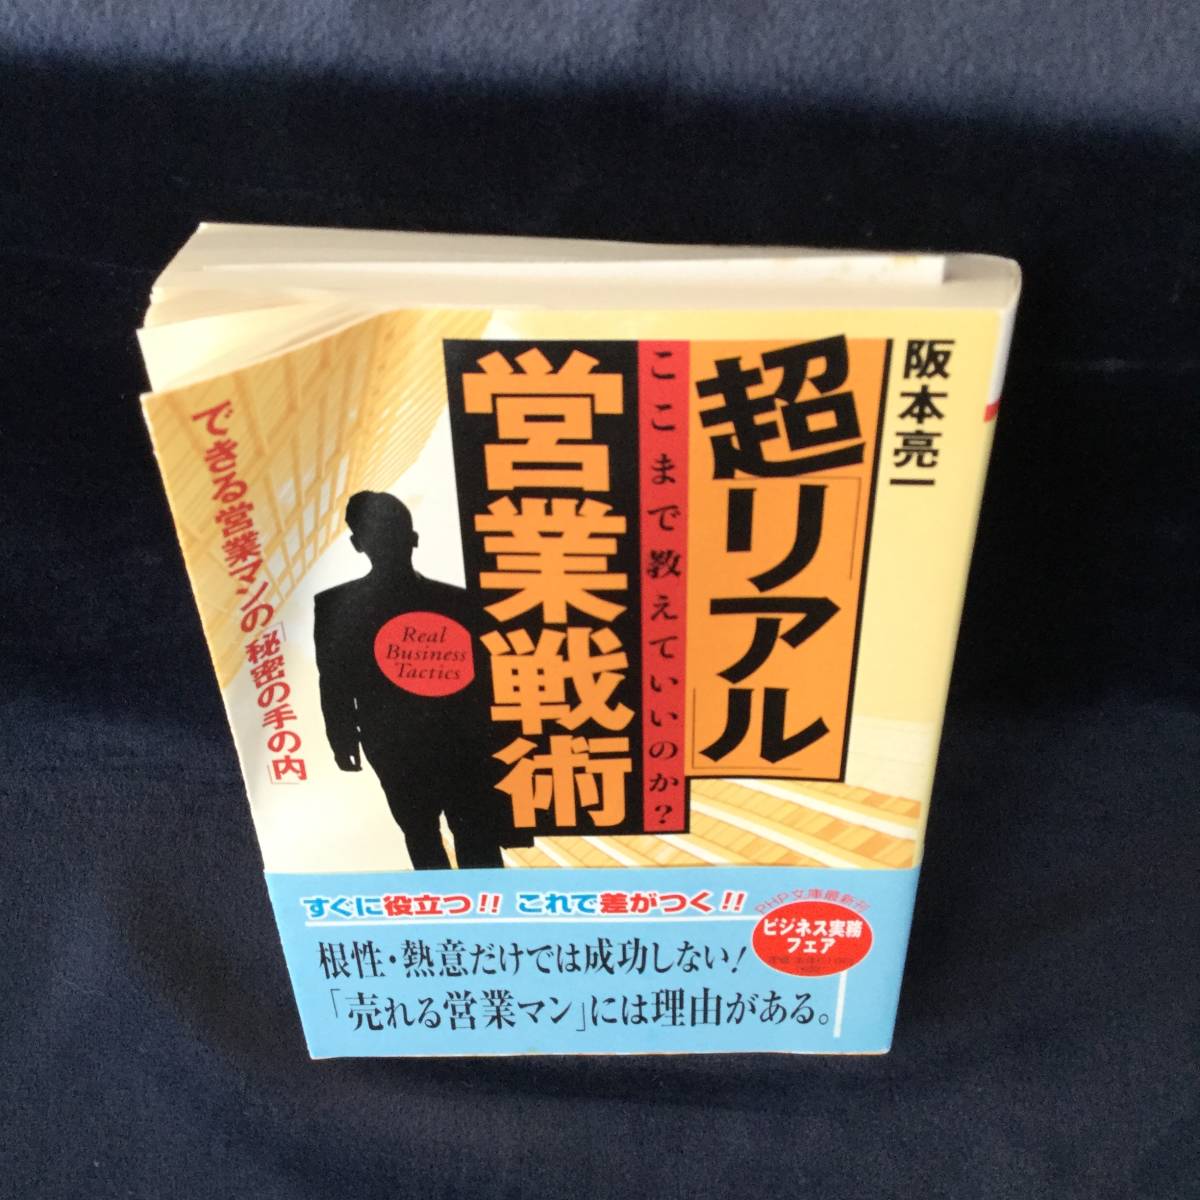 阪本亮一
超「リアル」
ここまで教えていいのか?
営業戦術
Real
Business
Tactics
できる営業マンの「秘密の手の内」
すぐに役立つ!! これで差がつく!!
根性・熱意だけでは成功しない!
「売れる営業マン」には理由がある。
PHP文庫最新刊
ビジネス実務
フェア